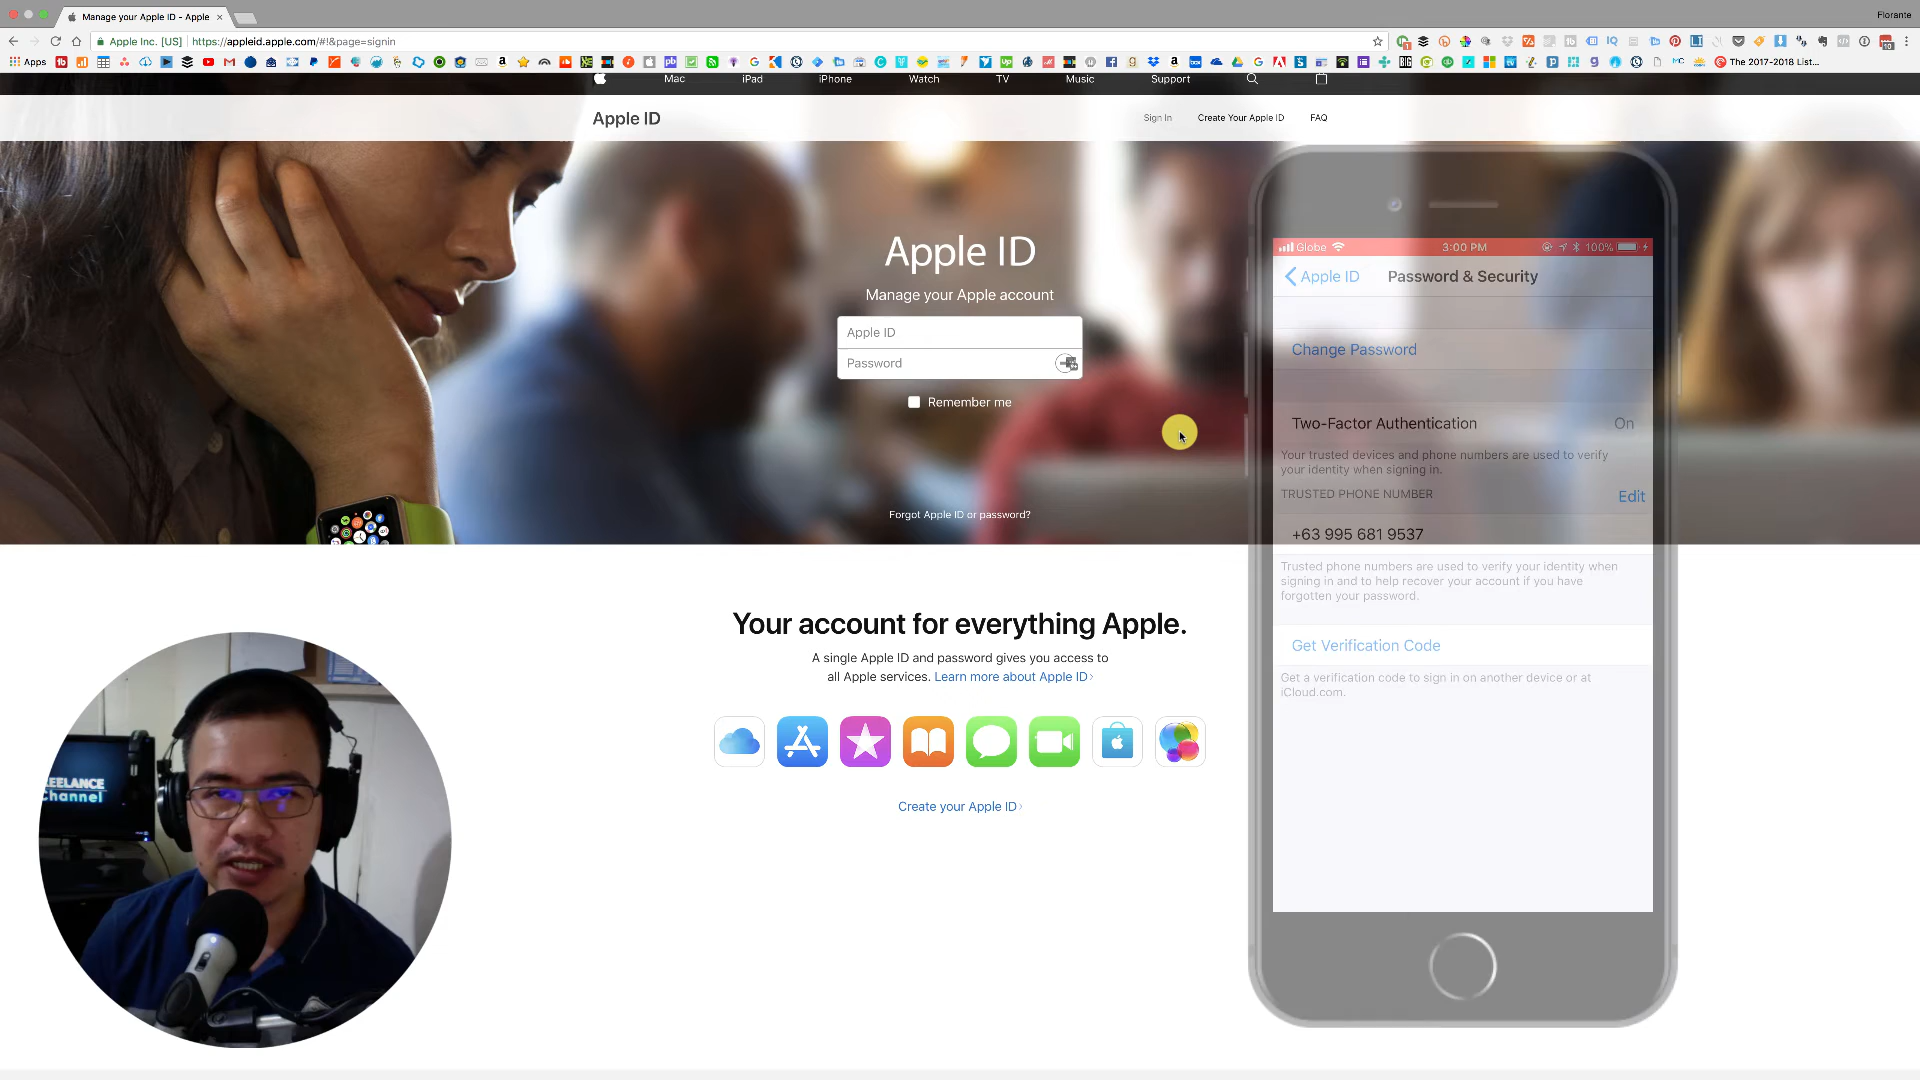 Manage your Apple ID - Apple
Florante
Apple Inc. [US]
https://appleid.apple.com/#!&page=signin
Apps
The 2017-2018 List...
Mac
iPad
iPhone
Watch
TV
Music
Support
Apple ID
Sign In
Create Your Apple ID
FAQ
Apple ID
Manage your Apple account
Apple ID
Password
Remember me
Forgot Apple ID or password?
Your account for everything Apple.
A single Apple ID and password gives you access to
all Apple services. Learn more about Apple ID›
Create your Apple ID›
Globe
3:00 PM
100%
Apple ID
Password & Security
Change Password
Two-Factor Authentication
On
Your trusted devices and phone numbers are used to verify
your identity when signing in.
TRUSTED PHONE NUMBER
Edit
+63 995 681 9537
Trusted phone numbers are used to verify your identity when
signing in and to help recover your account if you have
forgotten your password.
Get Verification Code
Get a verification code to sign in on another device or at
iCloud.com.
REELANCE
Channel